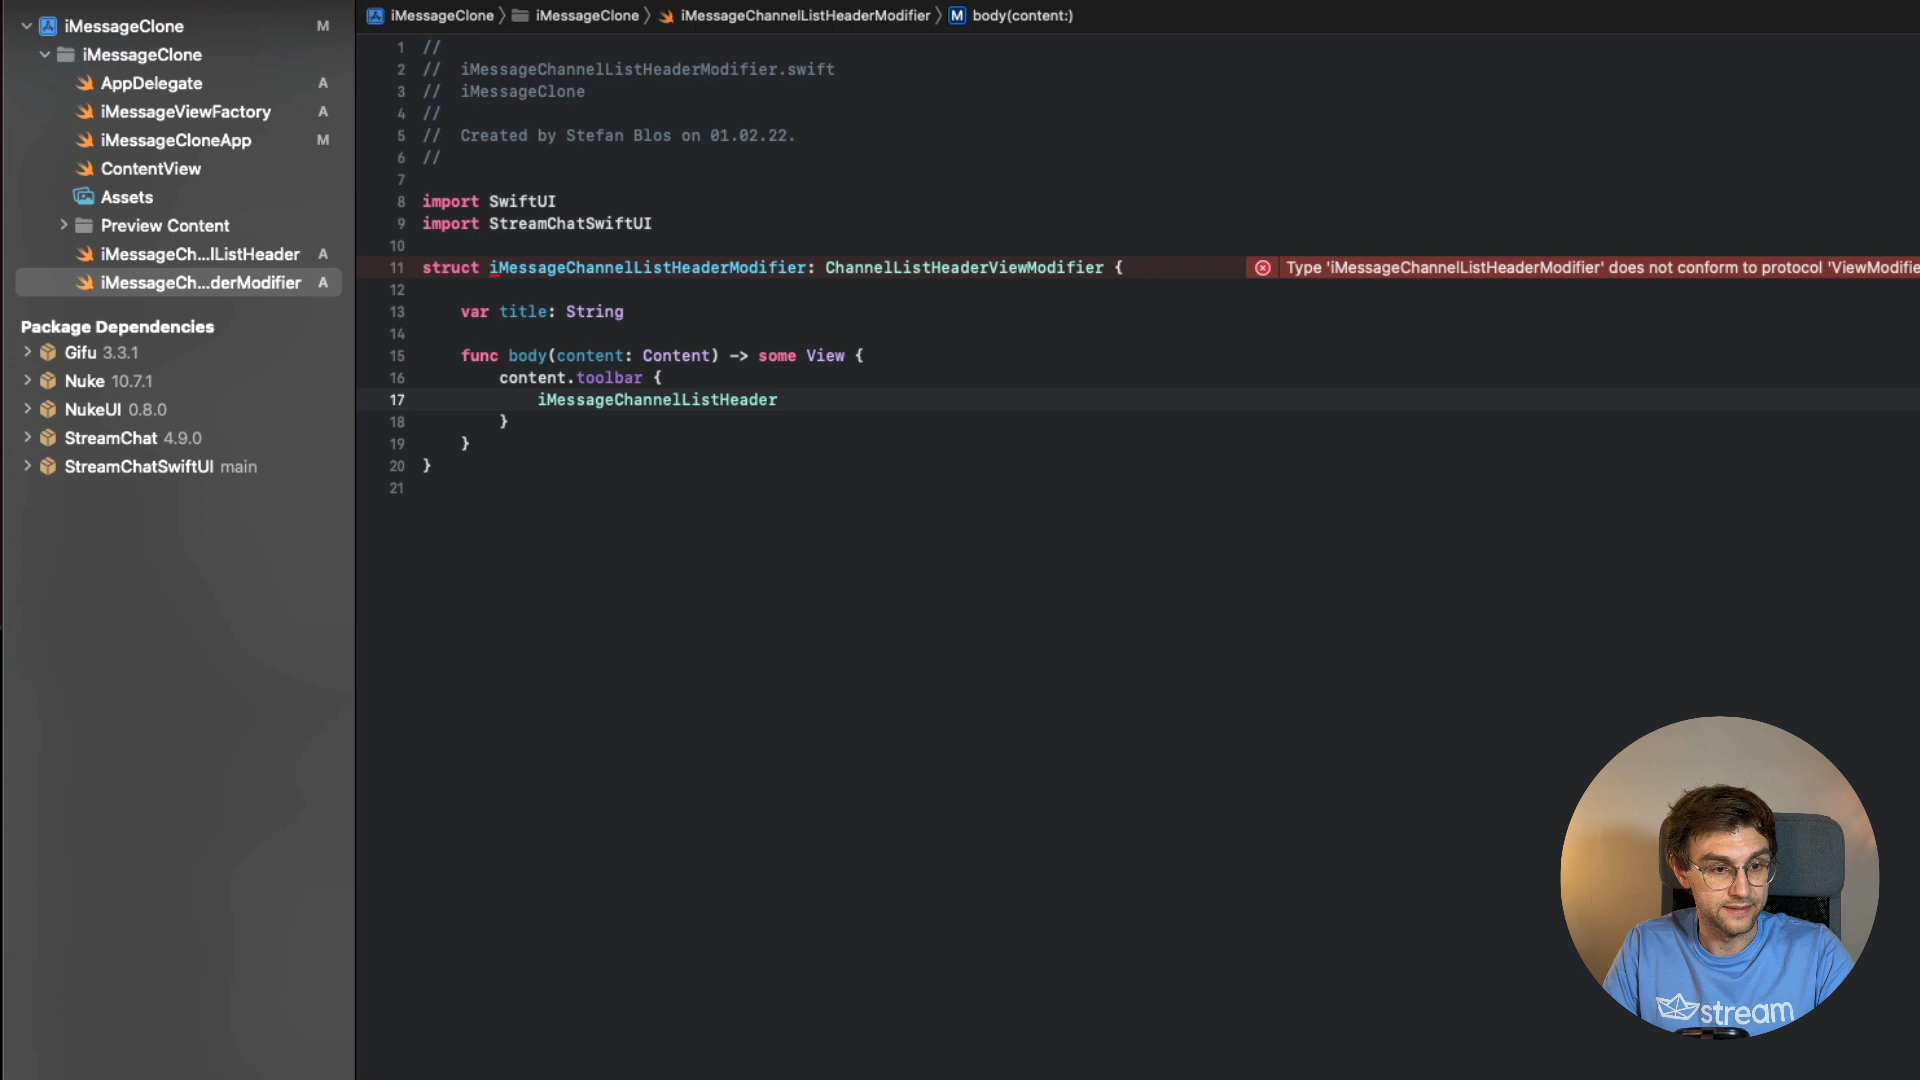 iMessageClone M
iMessageClone
AppDelegate A
iMessageViewFactory A
iMessageCloneApp M
ContentView
Assets
Preview Content
iMessageCh...lListHeader A
iMessageCh...derModifier A
Package Dependencies
Gifu 3.3.1
Nuke 10.7.1
NukeUI 0.8.0
StreamChat 4.9.0
StreamChatSwiftUI main
iMessageClone iMessageClone iMessageChannelListHeaderModifier M body(content:)
1 //
2 // iMessageChannelListHeaderModifier.swift
3 // iMessageClone
4 //
5 // Created by Stefan Blos on 01.02.22.
6 //
7
8 import SwiftUI
9 import StreamChatSwiftUI
10
11 struct iMessageChannelListHeaderModifier: ChannelListHeaderViewModifier { Type 'iMessageChannelListHeaderModifier' does not conform to protocol 'ViewModifie
12
13 var title: String
14
15 func body(content: Content) -> some View {
16 content.toolbar {
17 iMessageChannelListHeader
18 }
19 }
20 }
21
stream